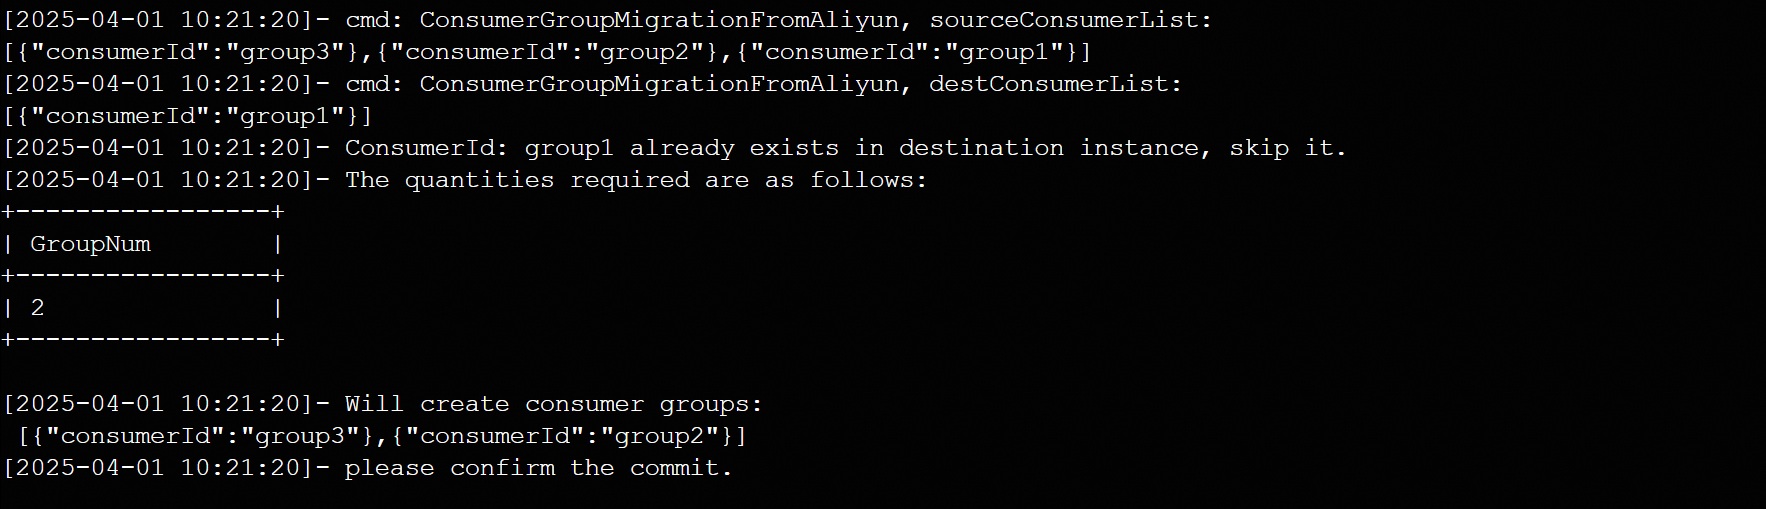 [2025-04-01 10:21:20]- cmd: ConsumerGroupMigrationFromAliyun, sourceConsumerList:
[{"consumerId":"group3"},{"consumerId":"group2"},{"consumerId":"group1"}]
[2025-04-01 10:21:20]- cmd: ConsumerGroupMigrationFromAliyun, destConsumerList:
[{"consumerId":"group1"}]
[2025-04-01 10:21:20]- ConsumerId: group1 already exists in destination instance, skip it.
[2025-04-01 10:21:20]- The quantities required are as follows:
+-----------------+
| GroupNum        |
+-----------------+
| 2               |
+-----------------+
[2025-04-01 10:21:20]- Will create consumer groups:
 [{"consumerId":"group3"},{"consumerId":"group2"}]
[2025-04-01 10:21:20]- please confirm the commit.